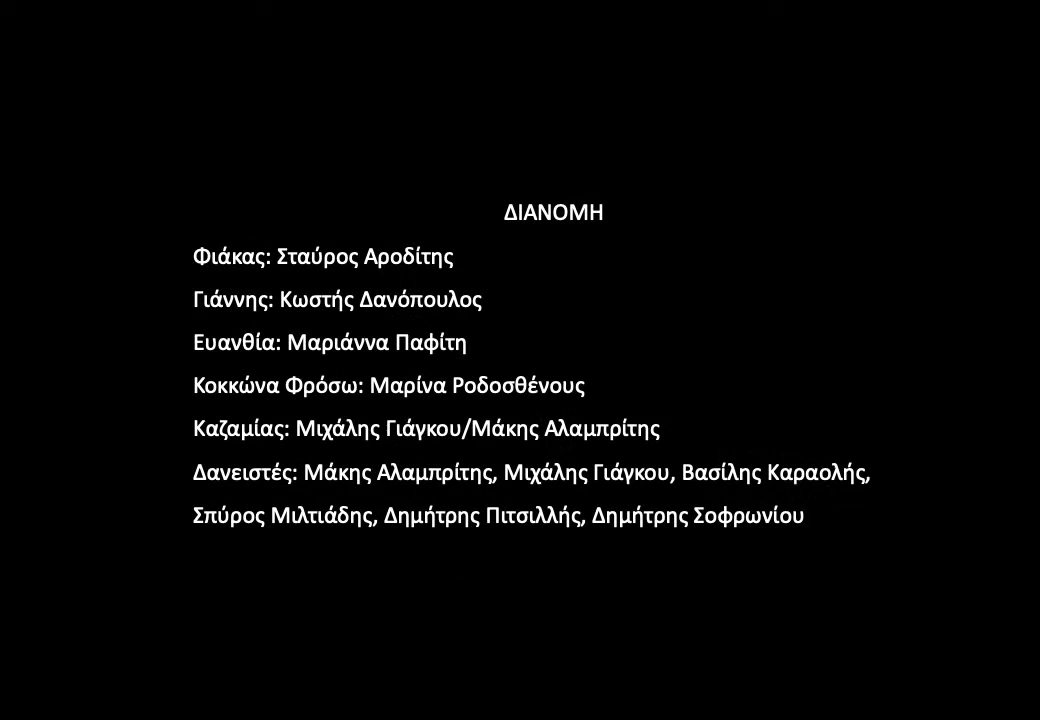 ΔΙΑΝΟΜΗ
Φιάκας: Σταύρος Αροδίτης
Γιάννης: Κωστής Δανόπουλος
Ευανθία: Μαριάννα Παφίτη
Κοκκώνα Φρόσω: Μαρίνα Ροδοσθένους
Καζαμίας: Μιχάλης Γιάγκου/Μάκης Αλαμπρίτης
Δανειστές: Μάκης Αλαμπρίτης, Μιχάλης Γιάγκου, Βασίλης Καραολής,
Σπύρος Μιλτιάδης, Δημήτρης Πιτσιλλής, Δημήτρης Σοφρωνίου